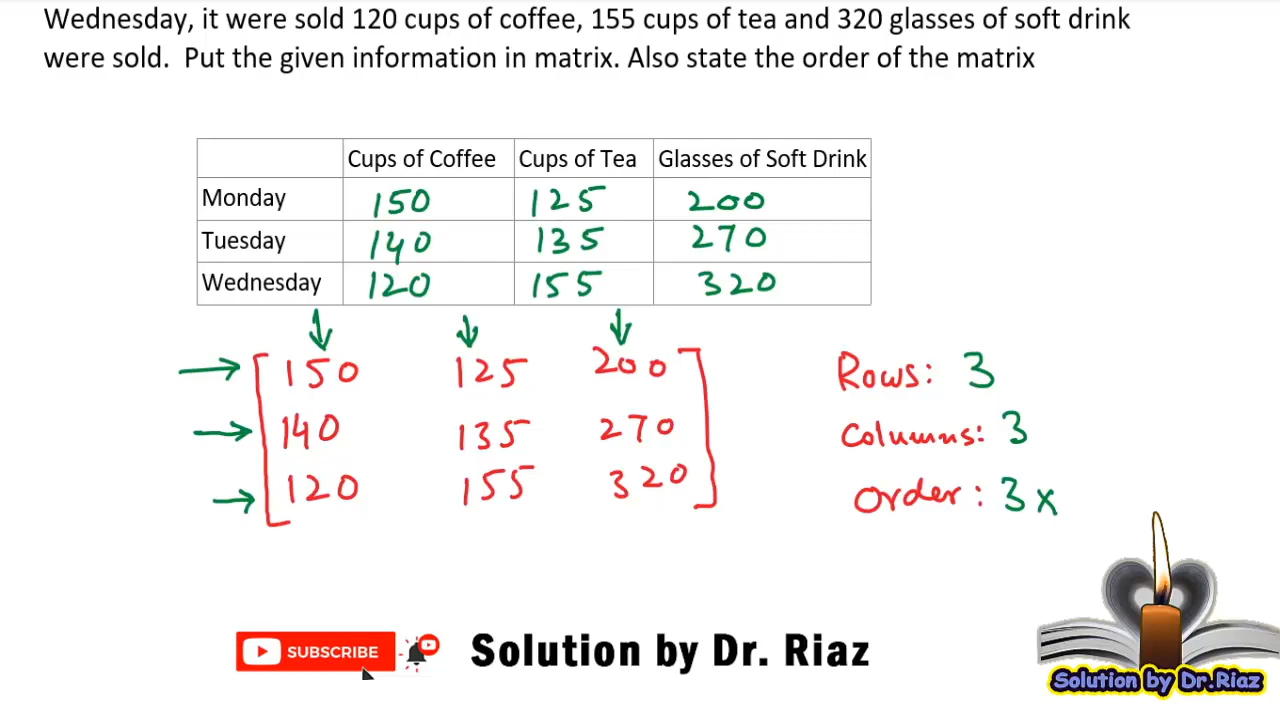 Wednesday, it were sold 120 cups of coffee, 155 cups of tea and 320 glasses of soft drink
were sold. Put the given information in matrix. Also state the order of the matrix
Cups of Coffee Cups of Tea Glasses of Soft Drink
Monday 150 125 200
Tuesday 140 135 270
Wednesday 120 155 320
150 125 200
140 135 270
120 155 320
Rows: 3
Columns: 3
Order: 3 x
SUBSCRIBE
Solution by Dr. Riaz
Solution by Dr.Riaz